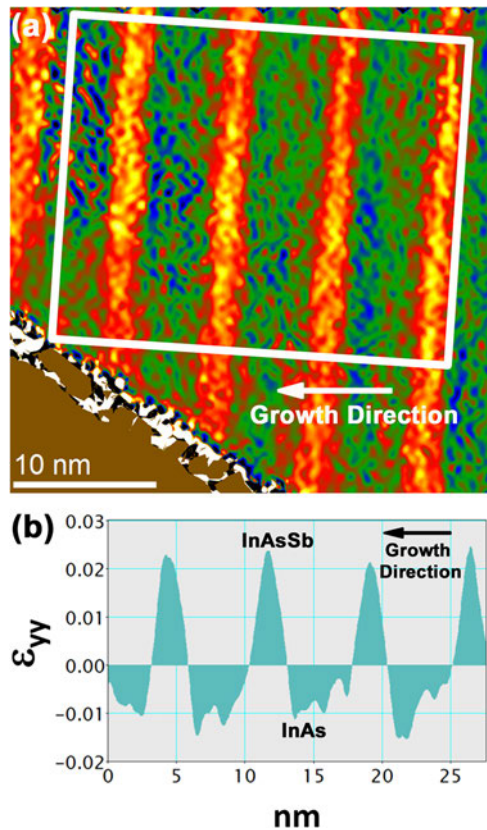 (a)
Growth Direction
10 nm
(b)
0.03
0.02
0.01
0.00
−0.01
−0.02
εyy
InAsSb
InAs
Growth
Direction
0
5
10
15
20
25
nm